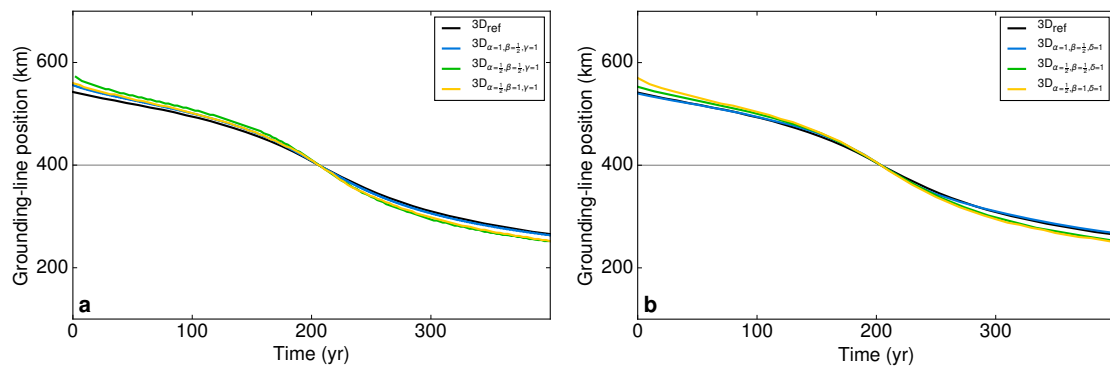 600
400
200
0
100
200
300
Grounding-line position (km)
Time (yr)
a
3D_ref
3D_α=1,β=½,γ=1
3D_α=½,β=½,γ=1
3D_α=½,β=1,γ=1
600
400
200
0
100
200
300
Grounding-line position (km)
Time (yr)
b
3D_ref
3D_α=1,β=½,δ=1
3D_α=½,β=½,δ=1
3D_α=½,β=1,δ=1